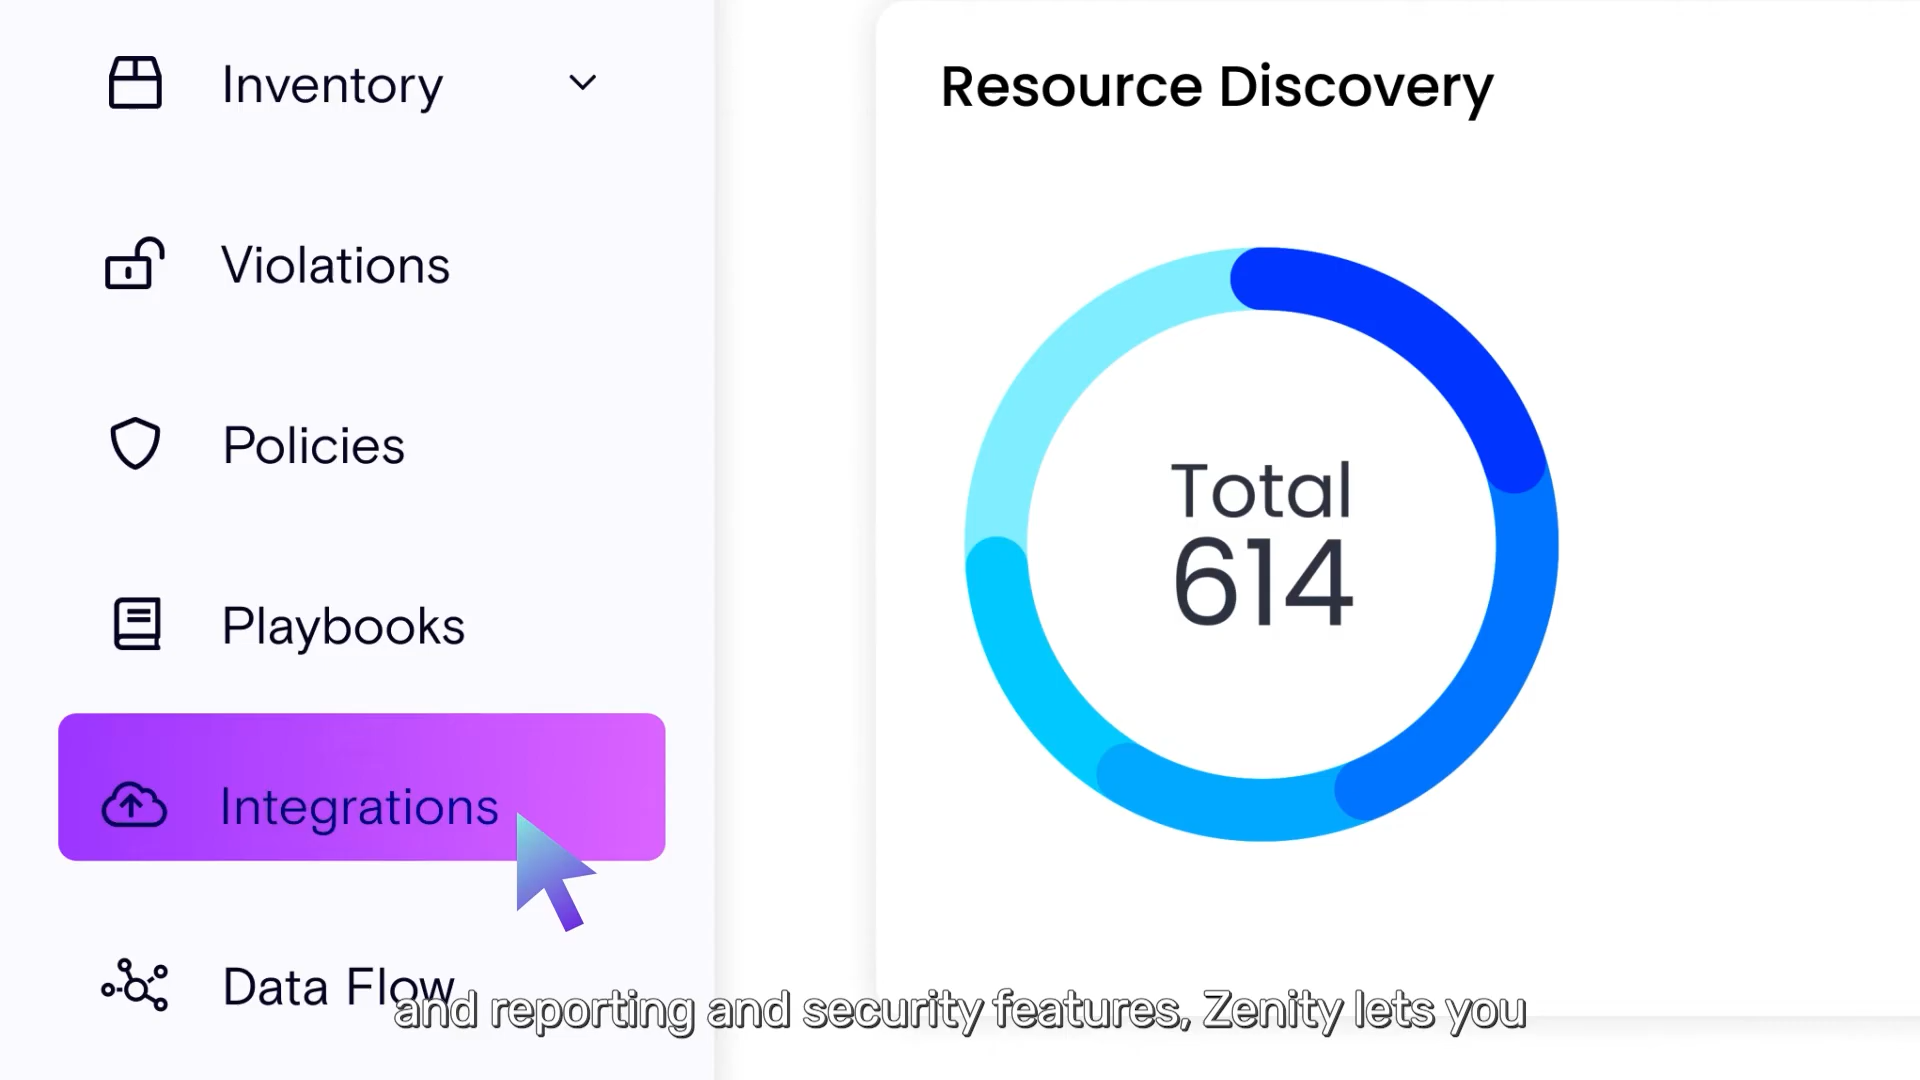 Inventory
Violations
Policies
Playbooks
Integrations
Data Flow
Resource Discovery
Total
614
and reporting and security features, Zenity lets you